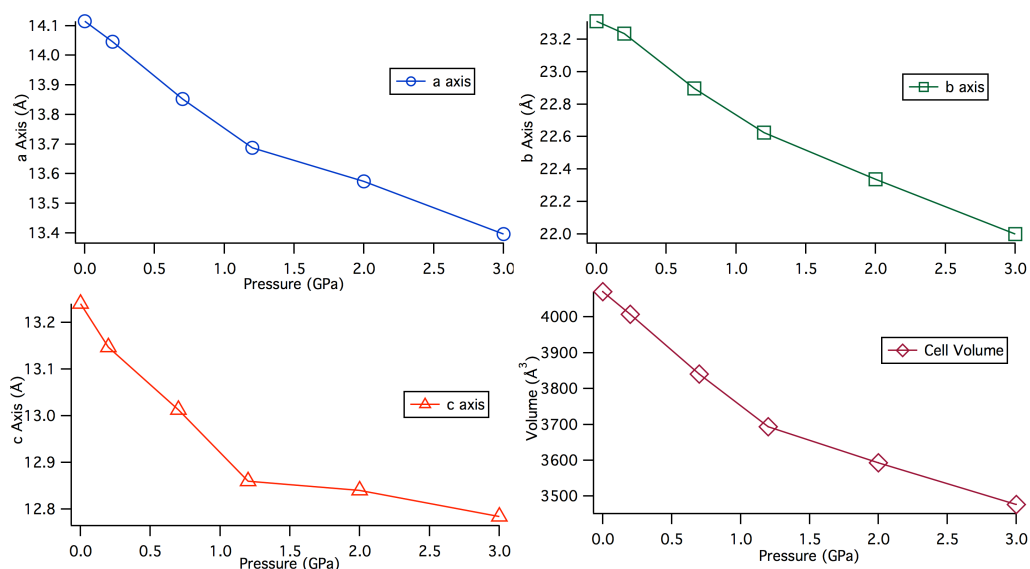 14.1
14.0
13.9
13.8
13.7
13.6
13.5
13.4
a Axis (Å)
a axis
0.0 0.5 1.0 1.5 2.0 2.5 3.0
Pressure (GPa)
23.2
23.0
22.8
22.6
22.4
22.2
22.0
b Axis (Å)
b axis
0.0 0.5 1.0 1.5 2.0 2.5 3.0
13.2
13.1
13.0
12.9
12.8
c Axis (Å)
c axis
0.0 0.5 1.0 1.5 2.0 2.5 3.0
Pressure (GPa)
4000
3900
3800
3700
3600
3500
Volume (Å³)
Cell Volume
0.0 0.5 1.0 1.5 2.0 2.5 3.0
Pressure (GPa)